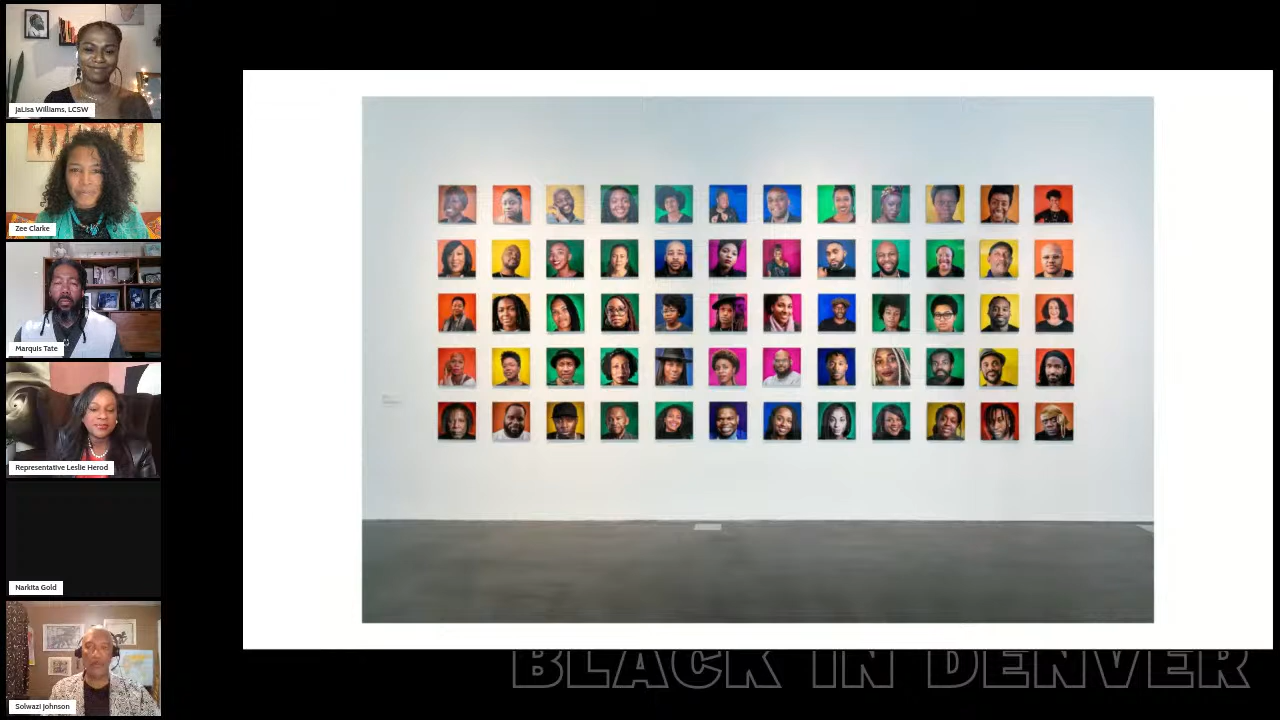 JaLisa Williams, LCSW
Zee Clarke
Marquis Tate
Representative Leslie Herod
Narkita Gold
Solwazi Johnson
BLACK IN DENVER